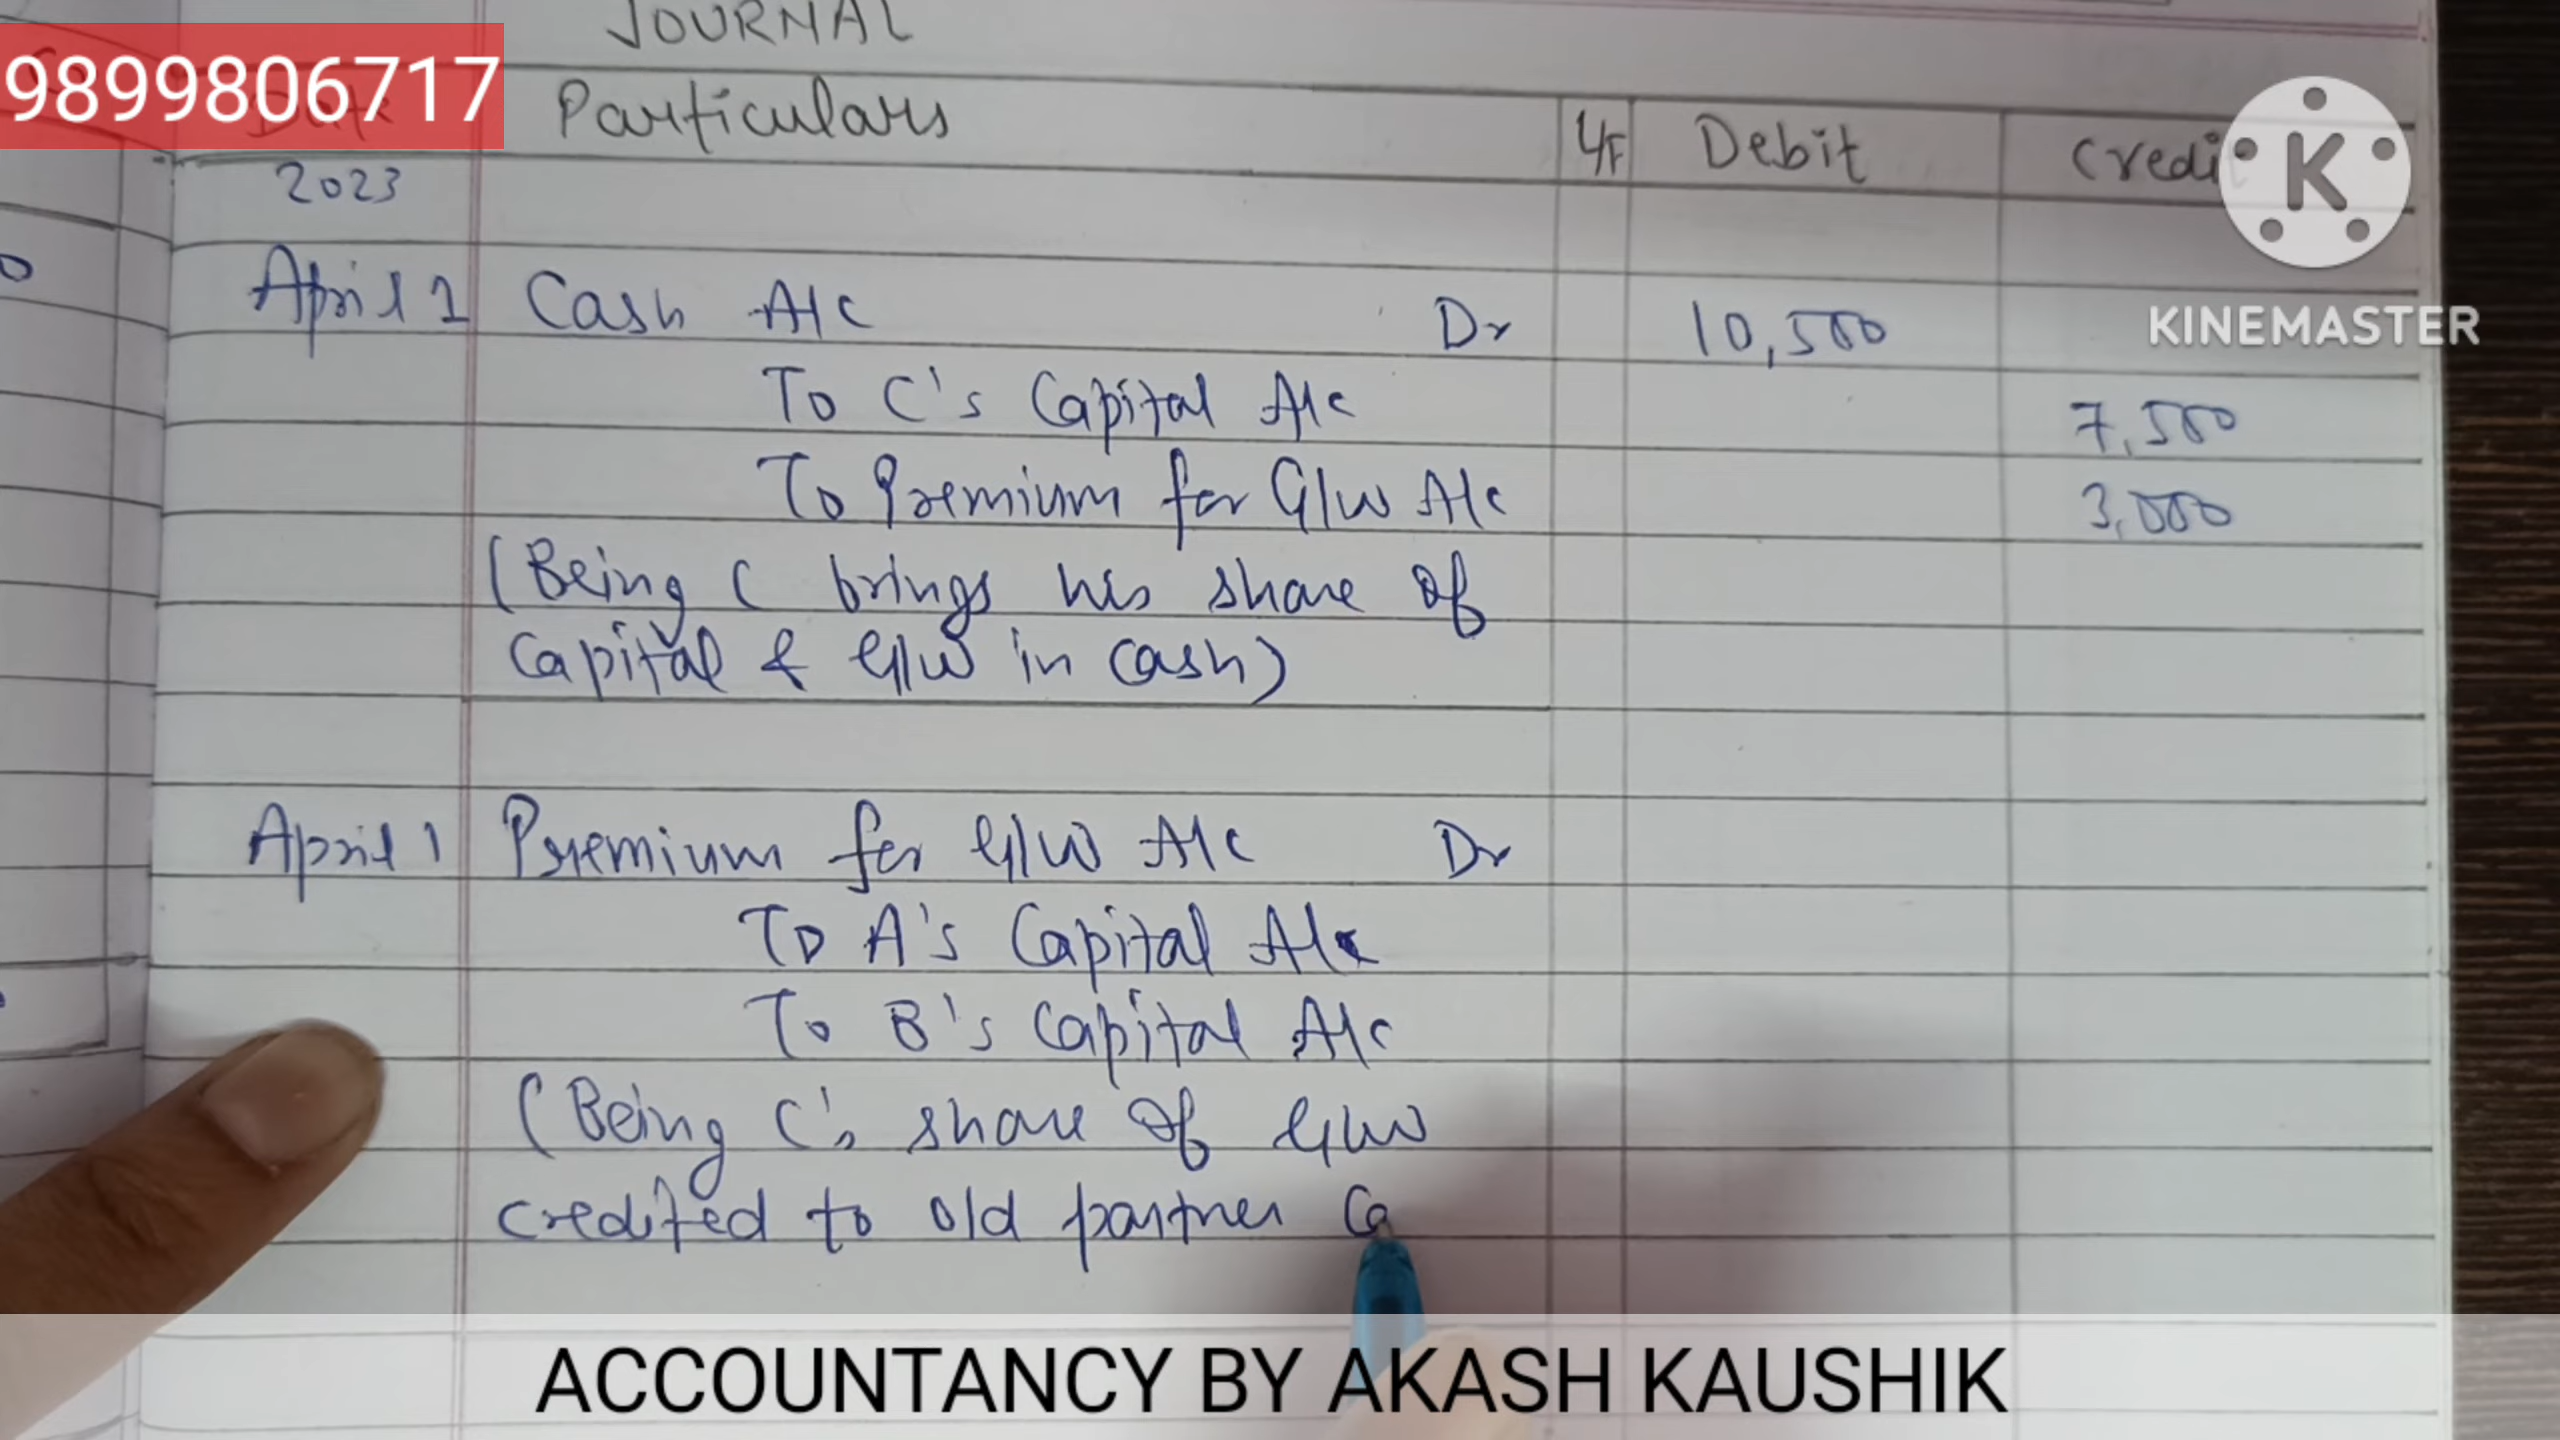 JOURNAL
9899806717
Date Particulars L/F Debit Credi
2023
April 1 Cash A/c Dr 10,500
To C's Capital A/c 7,500
To Premium for G/W A/c 3,000
(Being C brings his share of
Capital & G/W in cash)
April 1 Premium for G/W A/c Dr
To A's Capital A/c
To B's Capital A/c
(Being C's share of G/W
credited to old partner Ca
K
KINEMASTER
ACCOUNTANCY BY AKASH KAUSHIK